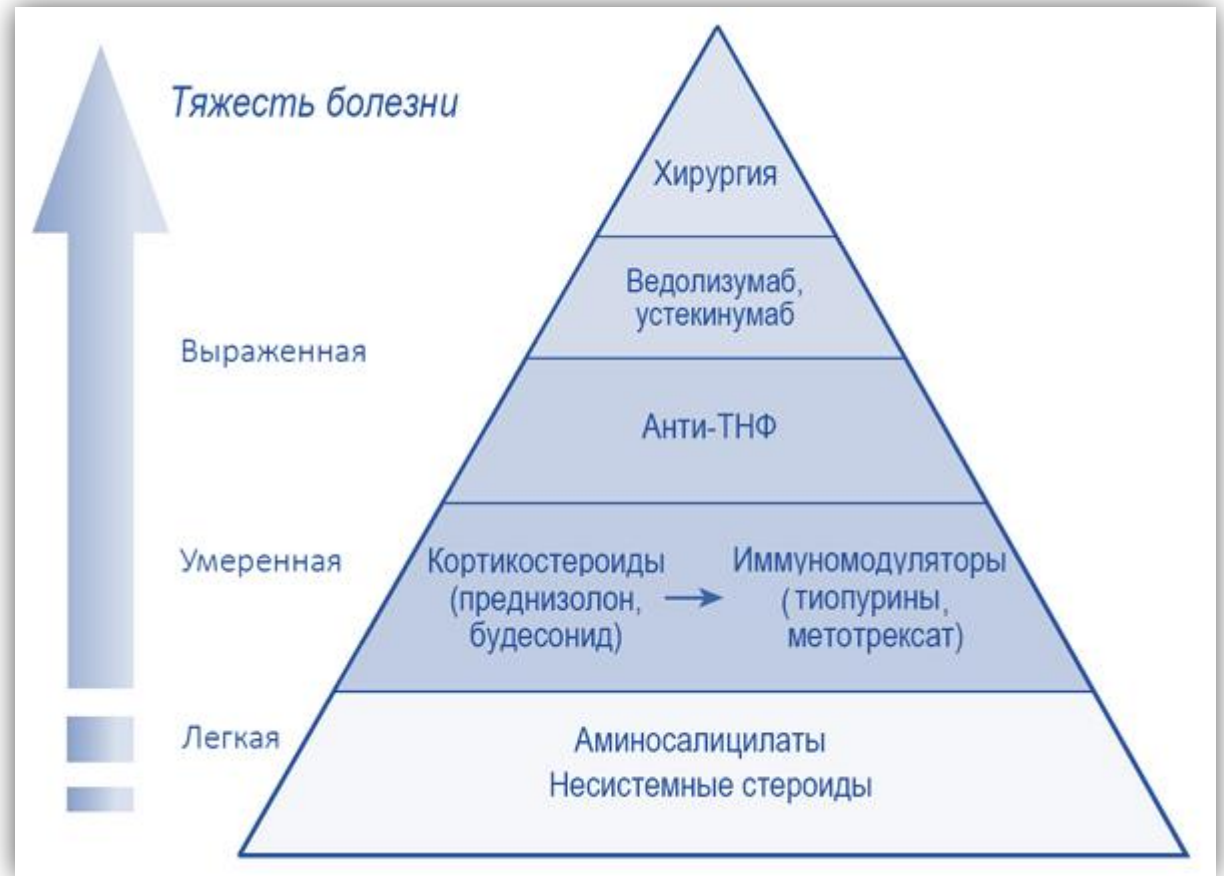 Тяжесть болезни
Хирургия
Ведолизумаб,
устекинумаб
Выраженная
Анти-ТНФ
Умеренная
Кортикостероиды
(преднизолон,
будесонид)
Иммуномодуляторы
(тиопурины,
метотрексат)
Легкая
Аминосалицилаты
Несистемные стероиды